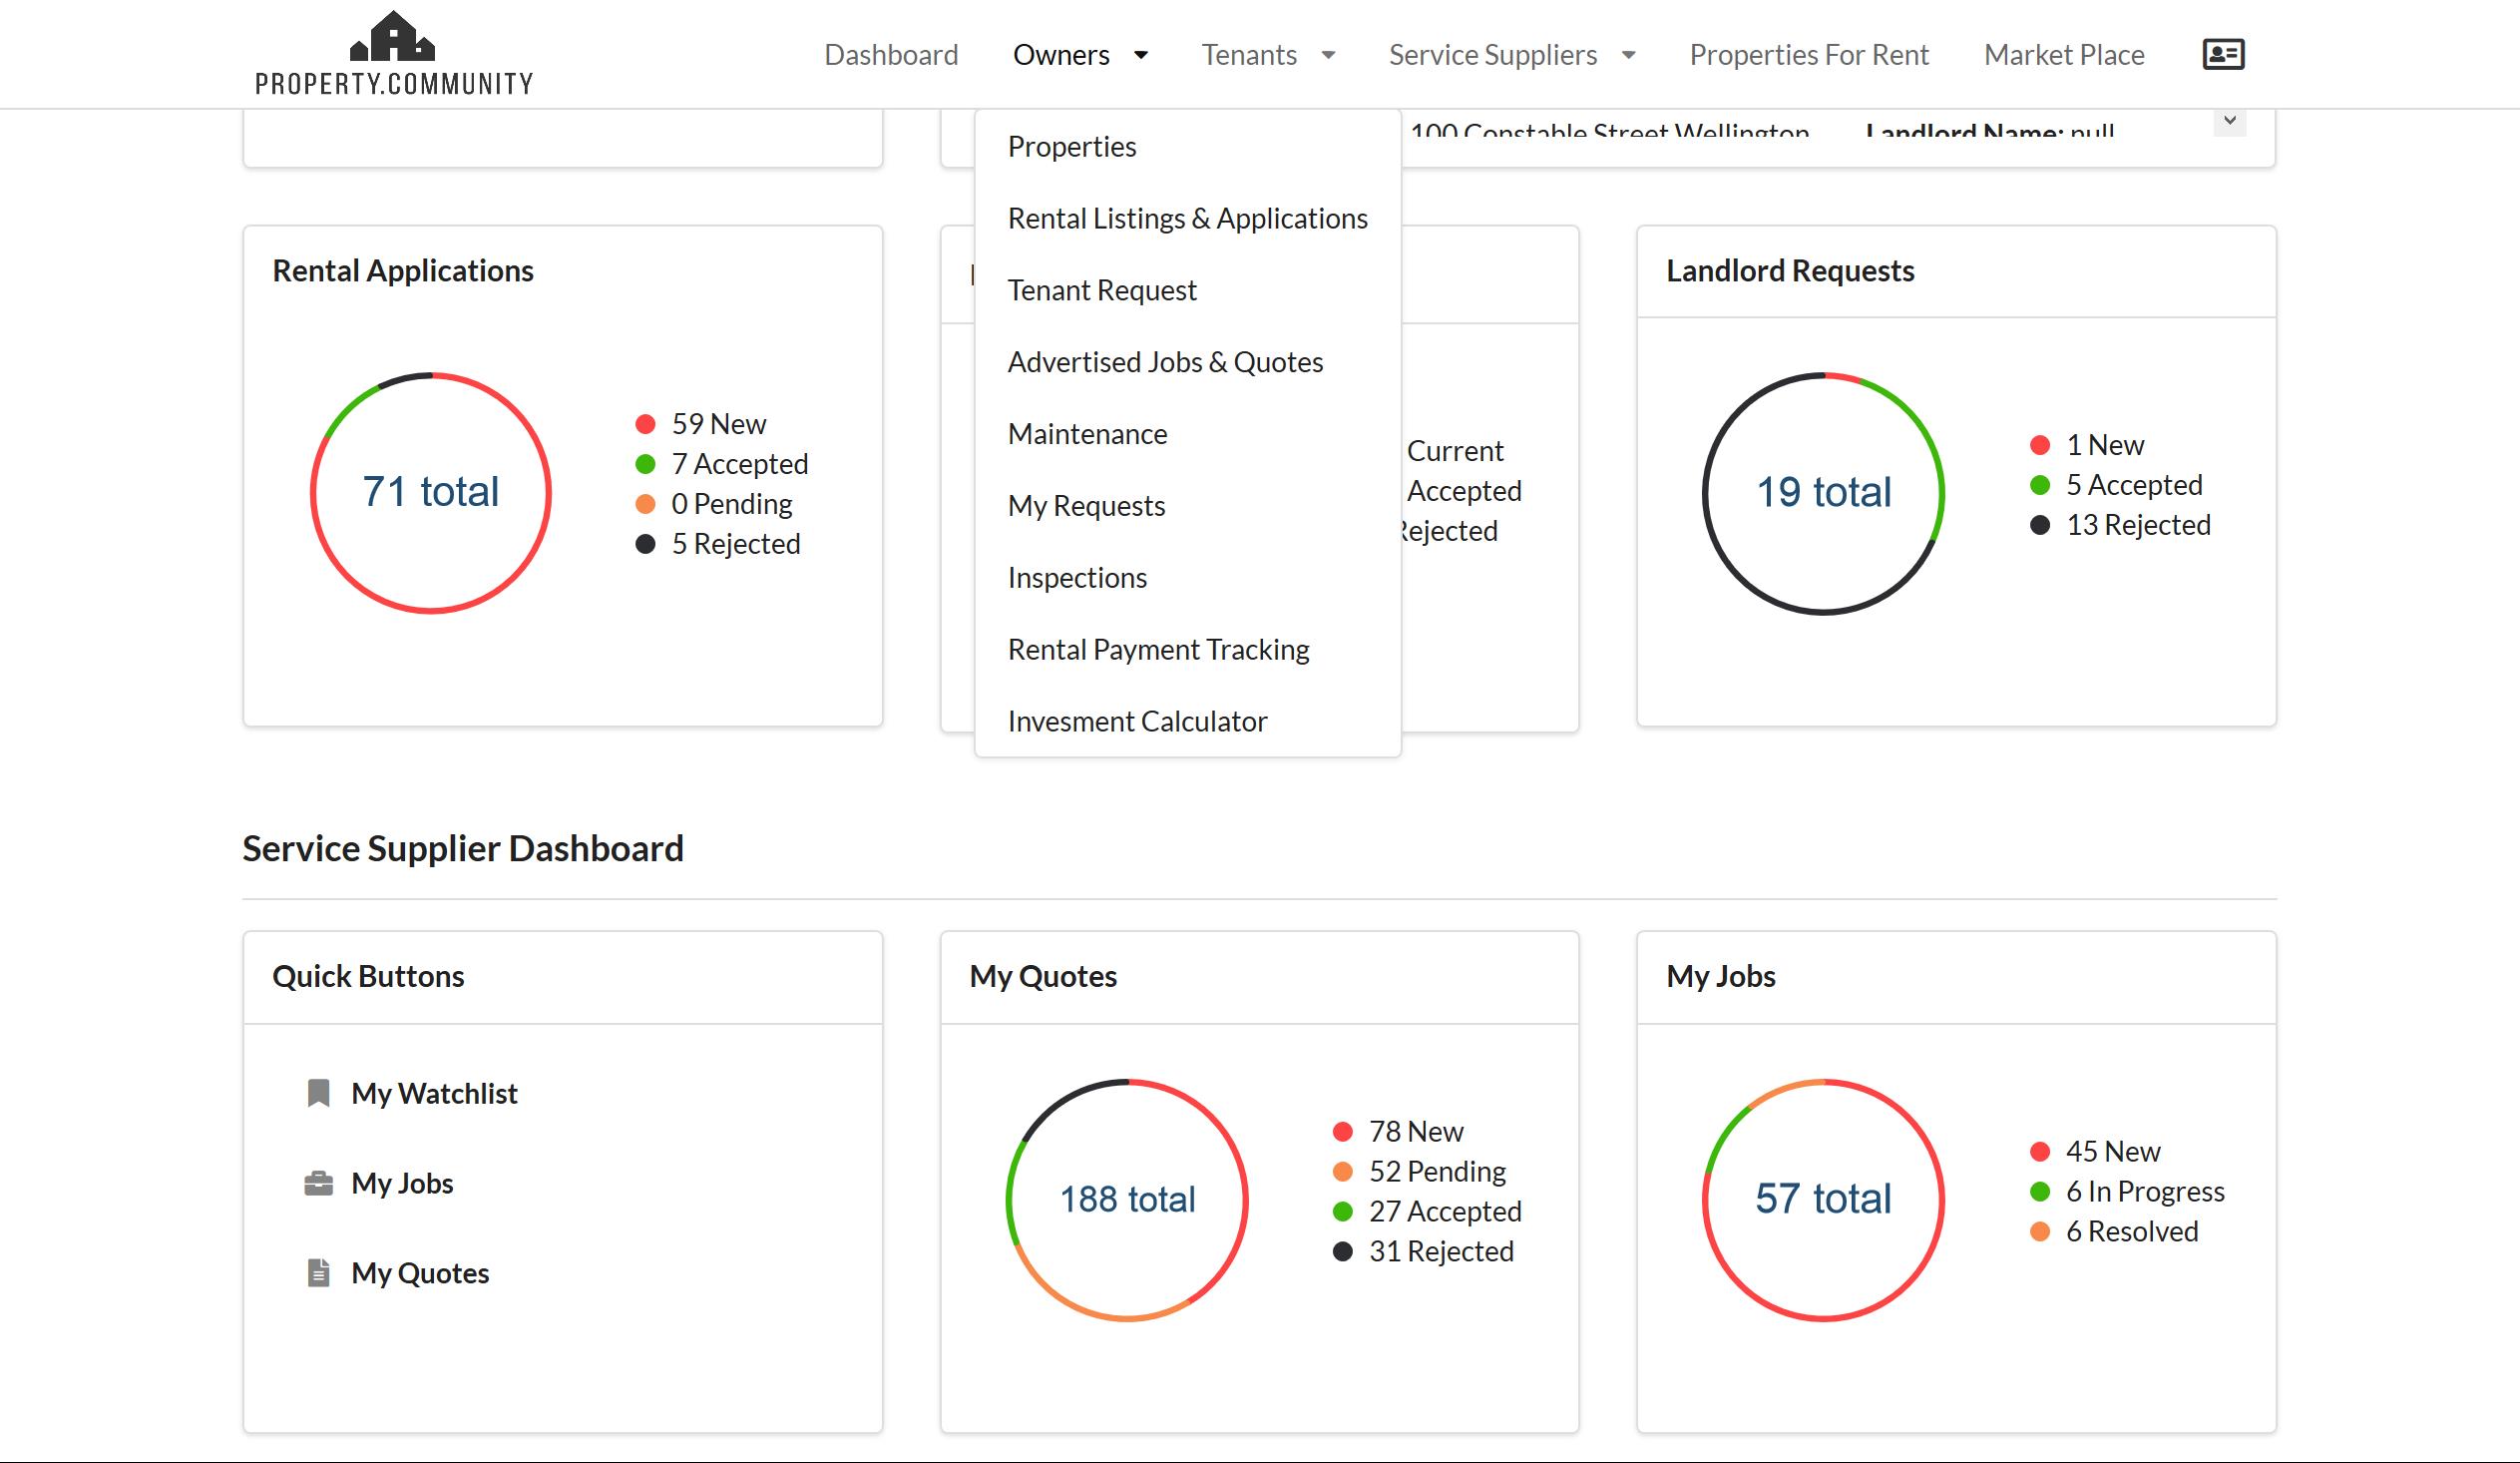 PROPERTY.COMMUNITY
Dashboard
Owners
Tenants
Service Suppliers
Properties For Rent
Market Place
100 Constable Street Wellington
Landlord Name: null
Properties
Rental Listings & Applications
Tenant Request
Advertised Jobs & Quotes
Maintenance
My Requests
Inspections
Rental Payment Tracking
Invesment Calculator
Rental Applications
71 total
59 New
7 Accepted
0 Pending
5 Rejected
Current
Accepted
Rejected
Landlord Requests
19 total
1 New
5 Accepted
13 Rejected
Service Supplier Dashboard
Quick Buttons
My Watchlist
My Jobs
My Quotes
My Quotes
188 total
78 New
52 Pending
27 Accepted
31 Rejected
My Jobs
57 total
45 New
6 In Progress
6 Resolved